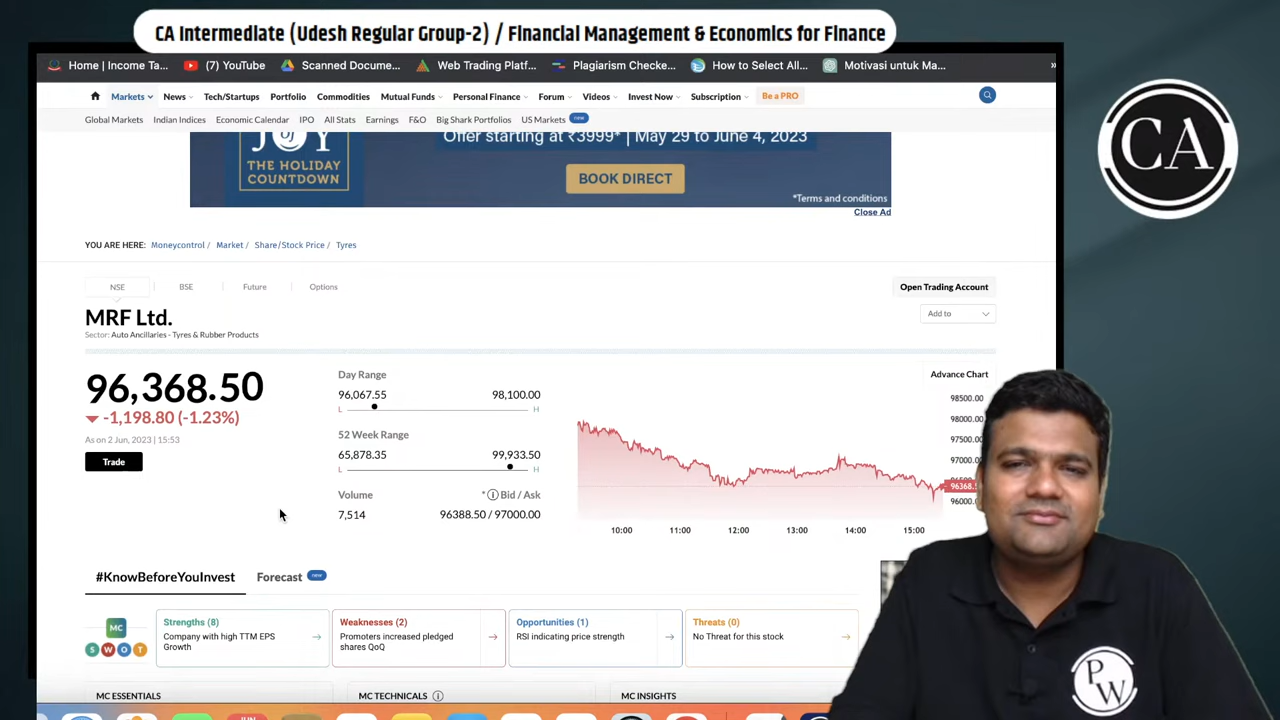 CA Intermediate (Udesh Regular Group-2) / Financial Management & Economics for Finance
Home | Income Ta...
(7) YouTube
Scanned Docume...
Web Trading Platf...
Plagiarism Checke...
How to Select All...
Motivasi untuk Ma...
»
Markets
News
Tech/Startups
Portfolio
Commodities
Mutual Funds
Personal Finance
Forum
Videos
Invest Now
Subscription
Be a PRO
Global Markets
Indian Indices
Economic Calendar
IPO
All Stats
Earnings
F&O
Big Shark Portfolios
US Markets
new
CA
JOY
THE HOLIDAY
COUNTDOWN
Offer starting at ₹3999* | May 29 to June 4, 2023
BOOK DIRECT
*Terms and conditions
Close Ad
YOU ARE HERE: Moneycontrol / Market / Share/Stock Price / Tyres
NSE
BSE
Future
Options
Open Trading Account
MRF Ltd.
Add to
Sector: Auto Ancillaries - Tyres & Rubber Products
96,368.50
-1,198.80 (-1.23%)
As on 2 Jun, 2023 | 15:53
Trade
Day Range
96,067.55 98,100.00
L H
52 Week Range
65,878.35 99,933.50
L H
Volume * Bid / Ask
7,514 96388.50 / 97000.00
Advance Chart
98500.00
98000.00
97500.0
97000.
96368.
96000.
10:00 11:00 12:00 13:00 14:00 15:00
#KnowBeforeYouInvest
Forecast
new
MC
S W O T
Strengths (8)
Company with high TTM EPS
Growth
Weaknesses (2)
Promoters increased pledged
shares QoQ
Opportunities (1)
RSI indicating price strength
Threats (0)
No Threat for this stock
MC ESSENTIALS
MC TECHNICALS
MC INSIGHTS
JUN
PW